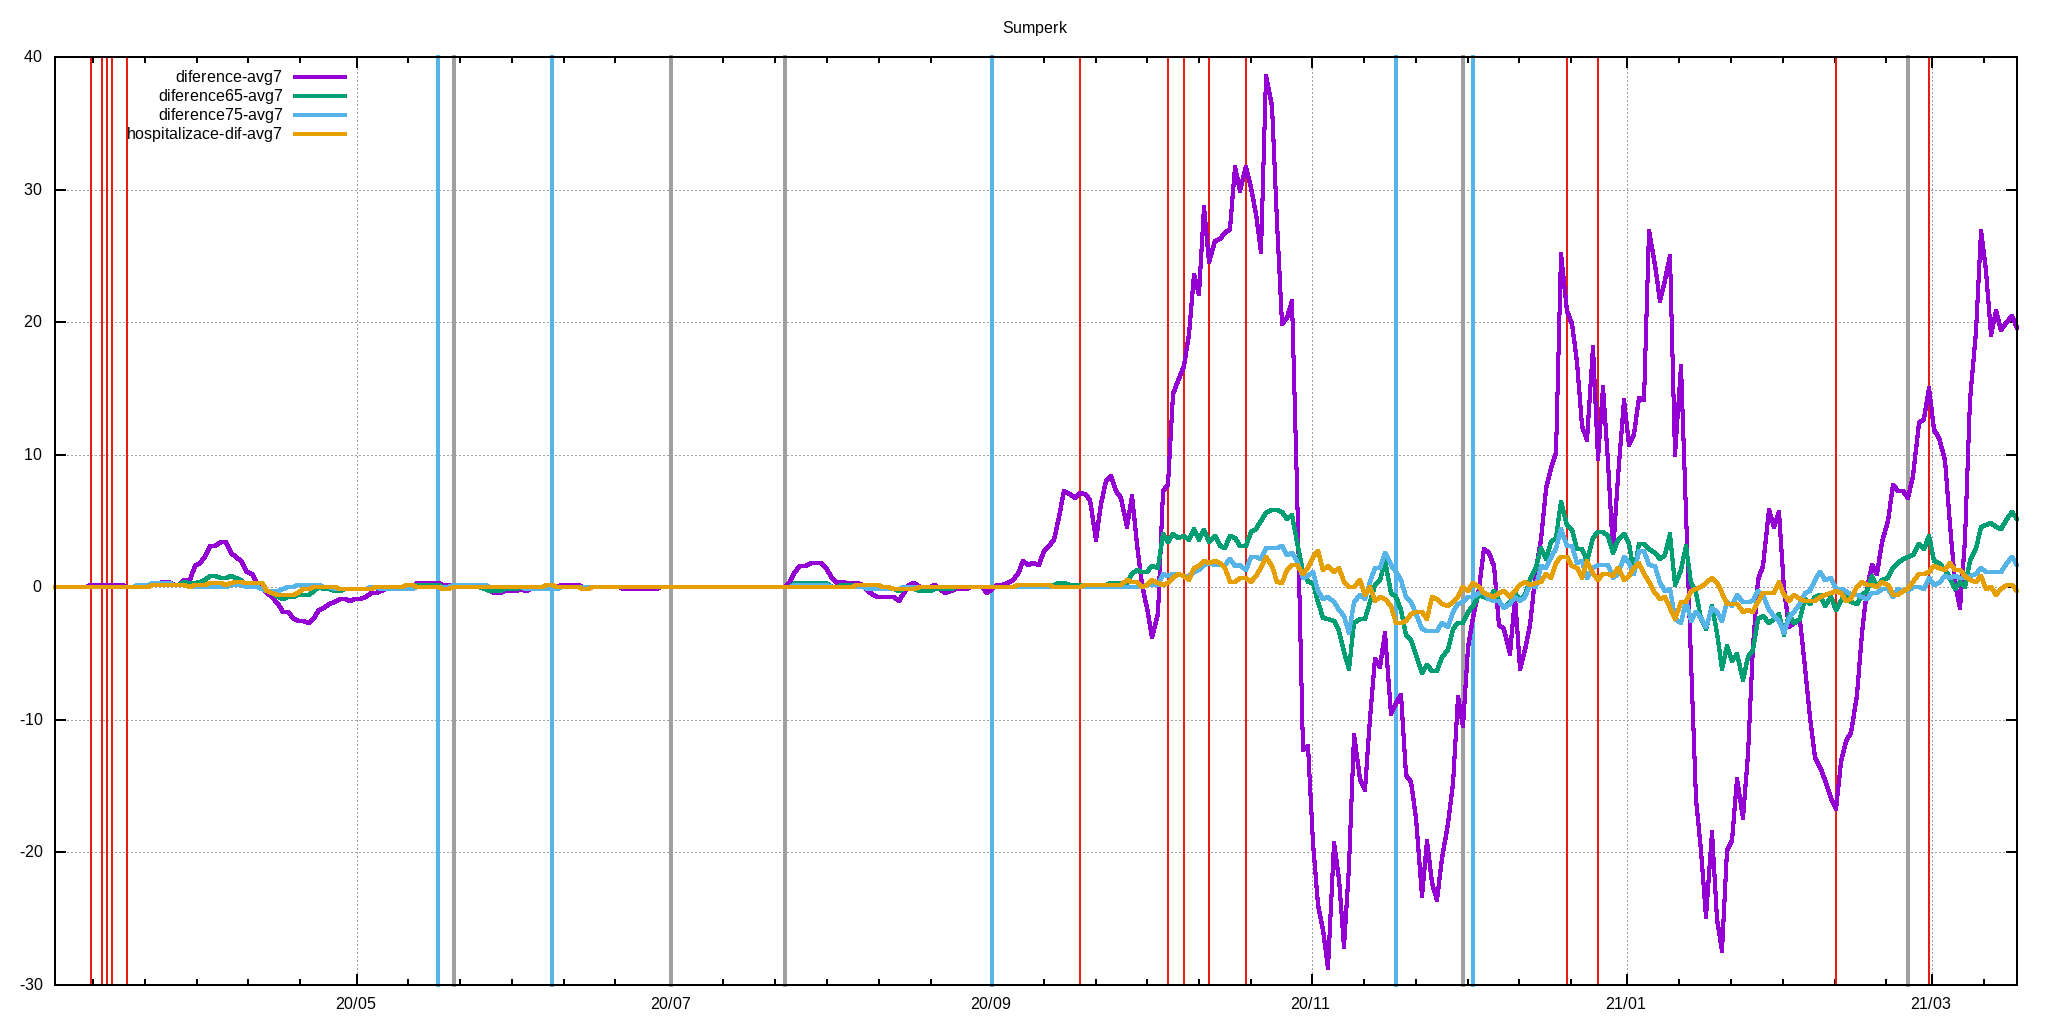 Sumperk
40
30
20
10
0
-10
-20
-30
diference-avg7
diference65-avg7
diference75-avg7
hospitalizace-dif-avg7
20/05
20/07
20/09
20/11
21/01
21/03